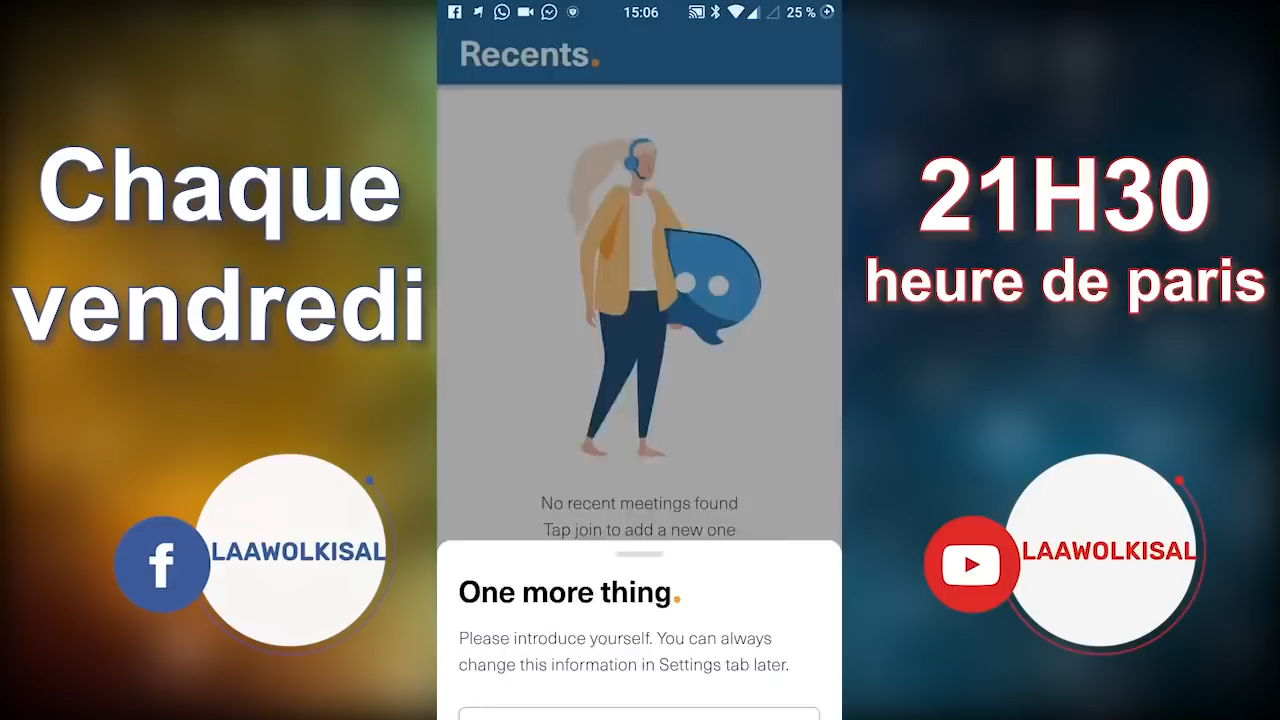 Chaque
vendredi
LAAWOLKISAL
15:06
25 %
Recents.
No recent meetings found
Tap join to add a new one
One more thing.
Please introduce yourself. You can always
change this information in Settings tab later.
21H30
heure de paris
LAAWOLKISAL